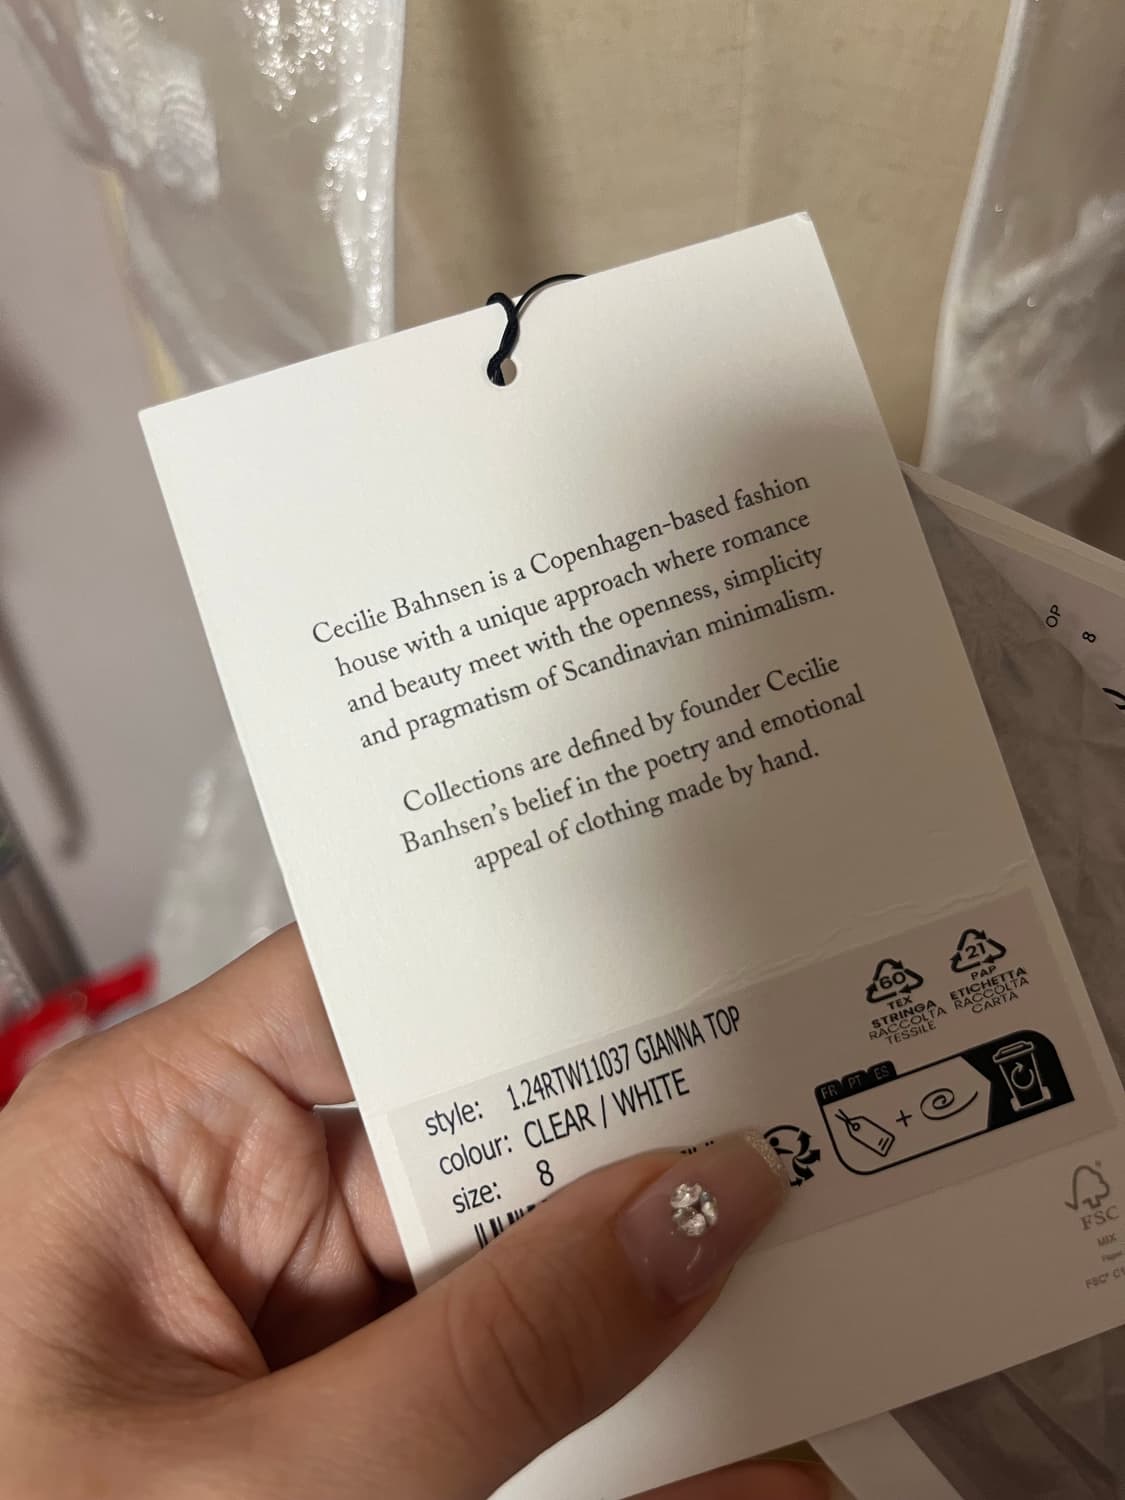 Cecilie Bahnsen is a Copenhagen-based fashion
house with a unique approach where romance
and beauty meet with the openness, simplicity
and pragmatism of Scandinavian minimalism.
Collections are defined by founder Cecilie
Banhsen's belief in the poetry and emotional
appeal of clothing made by hand.
style: 1.24RTW11037 GIANNA TOP
colour: CLEAR / WHITE
size: 8
60
TEX
STRINGA
RACCOLTA
TESSILE
21
PAP
ETICHETTA
RACCOLTA
CARTA
FR PT ES
+
FSC
MIX
Paper
OP
8